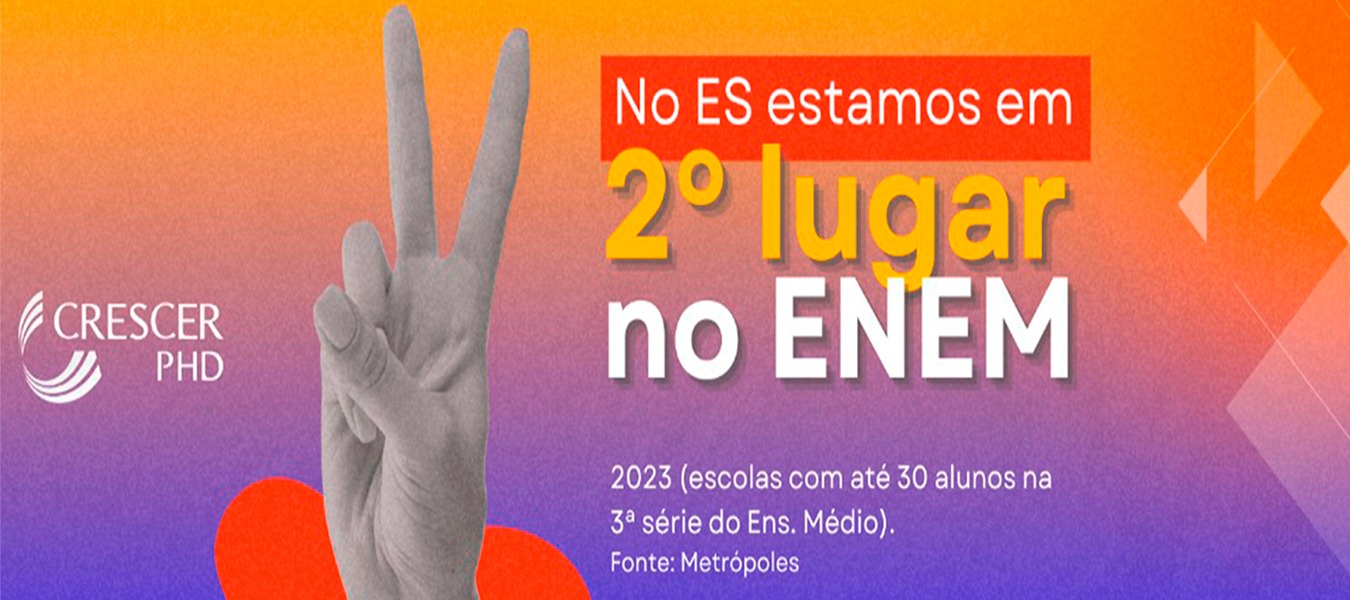 CRESCER
PHD
No ES estamos em
2º lugar
no ENEM
2023 (escolas com até 30 alunos na
3ª série do Ens. Médio).
Fonte: Metrópoles